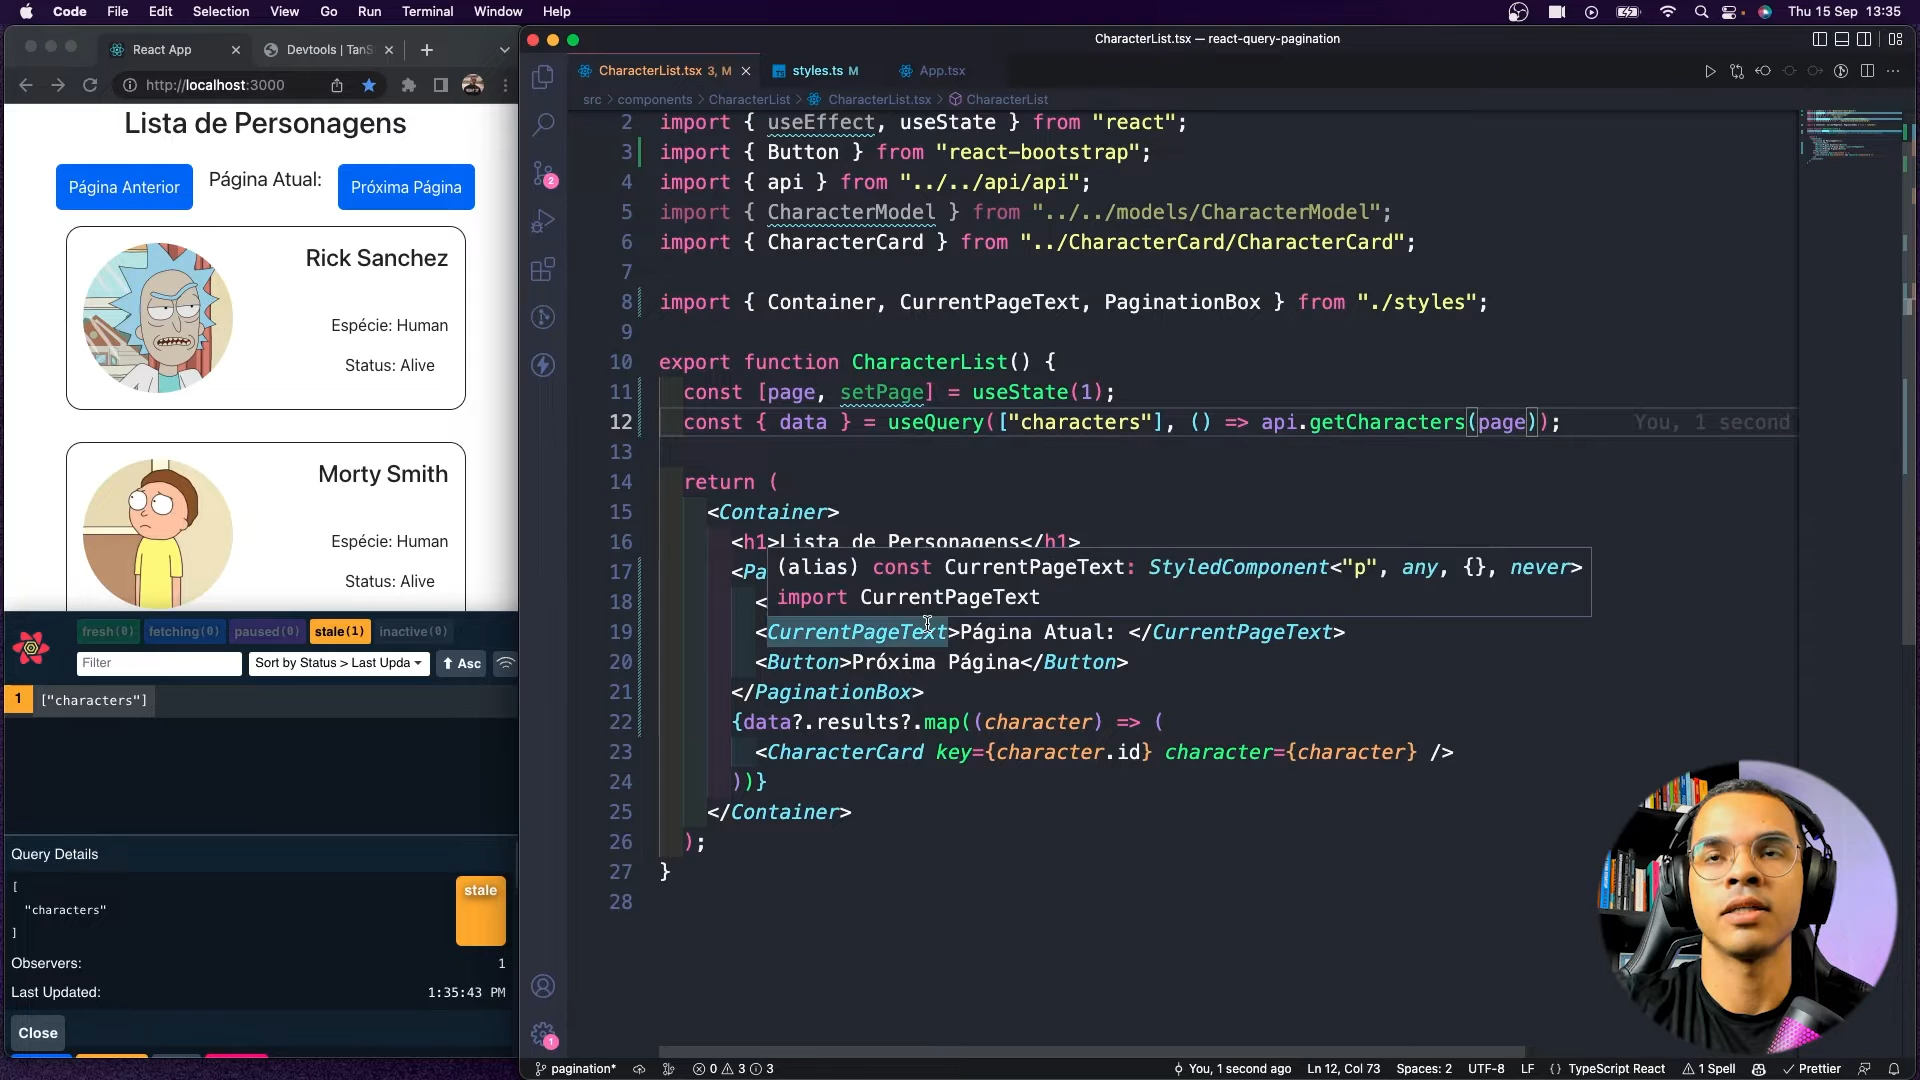 Code File Edit Selection View Go Run Terminal Window Help
Thu 15 Sep 13:35
React App
Devtools | TanS
http://localhost:3000
Lista de Personagens
Página Anterior
Página Atual:
Próxima Página
Rick Sanchez
Espécie: Human
Status: Alive
Morty Smith
Espécie: Human
Status: Alive
fresh (0) fetching (0) paused (0) stale (1) inactive (0)
Filter
Sort by Status > Last Upda
Asc
1 ["characters"]
Query Details
[
"characters"
]
stale
Observers: 1
Last Updated: 1:35:43 PM
Close
CharacterList.tsx — react-query-pagination
CharacterList.tsx 3, M
styles.ts M
App.tsx
src > components > CharacterList > CharacterList.tsx > CharacterList
2 import { useEffect, useState } from "react";
3 import { Button } from "react-bootstrap";
4 import { api } from "../../api/api";
5 import { CharacterModel } from "../../models/CharacterModel";
6 import { CharacterCard } from "../CharacterCard/CharacterCard";
7
8 import { Container, CurrentPageText, PaginationBox } from "./styles";
9
10 export function CharacterList() {
11 const [page, setPage] = useState(1);
12 const { data } = useQuery(["characters"], () => api.getCharacters(page)); You, 1 second
13
14 return (
15 <Container>
16 <h1>Lista de Personagens</h1>
17 <Pa
(alias) const CurrentPageText: StyledComponent<"p", any, {}, never>
18 <
import CurrentPageText
19 <CurrentPageText>Página Atual: </CurrentPageText>
20 <Button>Próxima Página</Button>
21 </PaginationBox>
22 {data?.results?.map((character) => (
23 <CharacterCard key={character.id} character={character} />
24 ))}
25 </Container>
26 );
27 }
28
2
1
pagination* 0 3 3
You, 1 second ago Ln 12, Col 73 Spaces: 2 UTF-8 LF {} TypeScript React 1 Spell Prettier